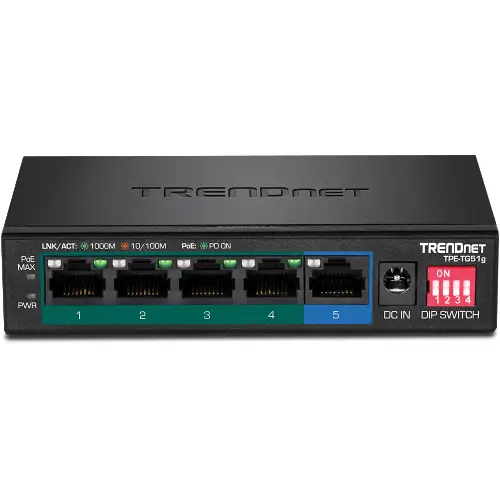 TRENDNET
LNK/ACT: 1000M 10/100M PoE: PD ON
TRENDNET
TPE-TG51g
PoE
MAX
PWR
ON
1 2 3 4
1 2 3 4 5 DC IN DIP SWITCH